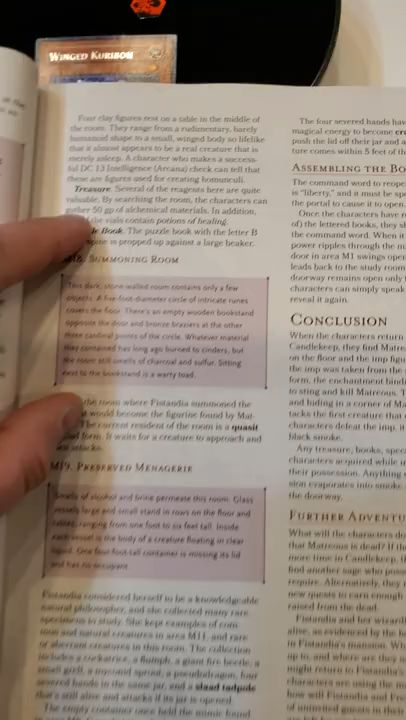 WINGED KURIBOH
Four clay figures rest on a table in the middle of
the room. They range from a rudimentary, barely
humanoid shape to a small, winged body so lifelike
that it almost appears to be a real creature that is
merely asleep. A character who makes a success-
ful DC 13 Intelligence (Arcana) check can tell that
these are figures used for creating homunculi.
Treasure. Several of the reagents here are quite
valuable. By searching the room, the characters can
gather 50 gp of alchemical materials. In addition,
the vials contain potions of healing.
Book. The puzzle book with the letter B
is propped up against a large beaker.
SUMMONING ROOM
This dark, stone-walled room contains only a few
objects. A five-foot-diameter circle of intricate runes
covers the floor. There's an empty wooden bookstand
opposite the door and bronze braziers at the other
three cardinal points of the circle. Whatever material
they contained has long ago burned to cinders, but
the room still smells of charcoal and sulfur. Sitting
next to the bookstand is a warty toad.
the room where Fistandia summoned the
would become the figurine found by Mat-
The current resident of the room is a quasit
form. It waits for a creature to approach and
attacks.
M19. PRESERVED MENAGERIE
Smells of alcohol and brine permeate this room. Glass
vessels large and small stand in rows on the floor and
tables, ranging from one foot to six feet tall. Inside
each vessel is the body of a creature floating in clear
liquid. One four-foot-tall container is missing its lid
and has no occupant.
Fistandia considered herself to be a knowledgeable
natural philosopher, and she collected many rare
specimens to study. She kept examples of com-
mon and natural creatures in area M11, and rare
or aberrant creatures in this room. The collection
includes a cockatrice, a flumph, a giant fire beetle, a
small grell, a myconid sprout, a pseudodragon, four
severed hands in the same jar, and a slaad tadpole
that's still alive and attacks if its jar is opened.
The empty container once held the
The four severed hands hav
magical energy to become cr
push the lid off their jar and a
ture comes within 5 feet of th
ASSEMBLING THE BO
The command word to reope
is "liberty," and it must be sp
the portal to cause it to open.
Once the characters have
of) the lettered books, they
the command word. When it
power ripples through the m
door in area M1 swings open
leads back to the study room
doorway remains open only
characters can simply speak
reveal it again.
CONCLUSION
When the characters return
Candlekeep, they find Matre
on the floor and the imp figu
the imp was taken from the
form, the enchantment bind
to sting and kill Matreous. T
and hiding in a corner of Ma
tacks the first creature that
characters defeat the imp, it
black smoke.
Any treasure, books, spec
characters acquired while in
their possession. Anything
sion evaporates into smoke
the doorway.
FURTHER ADVENTU
What will the characters do
that Matreous is dead? If the
more time in Candlekeep, th
find another sage who poss
require. Alternatively, they
new quests to earn enough
raised from the dead.
Fistandia and her wizard
alive, as evidenced by the
in Fistandia's mansion. Wh
up to, and where are they n
might return to Fistandia's
characters are using the
how will Fistandia and Fre
of uninvited guests in their